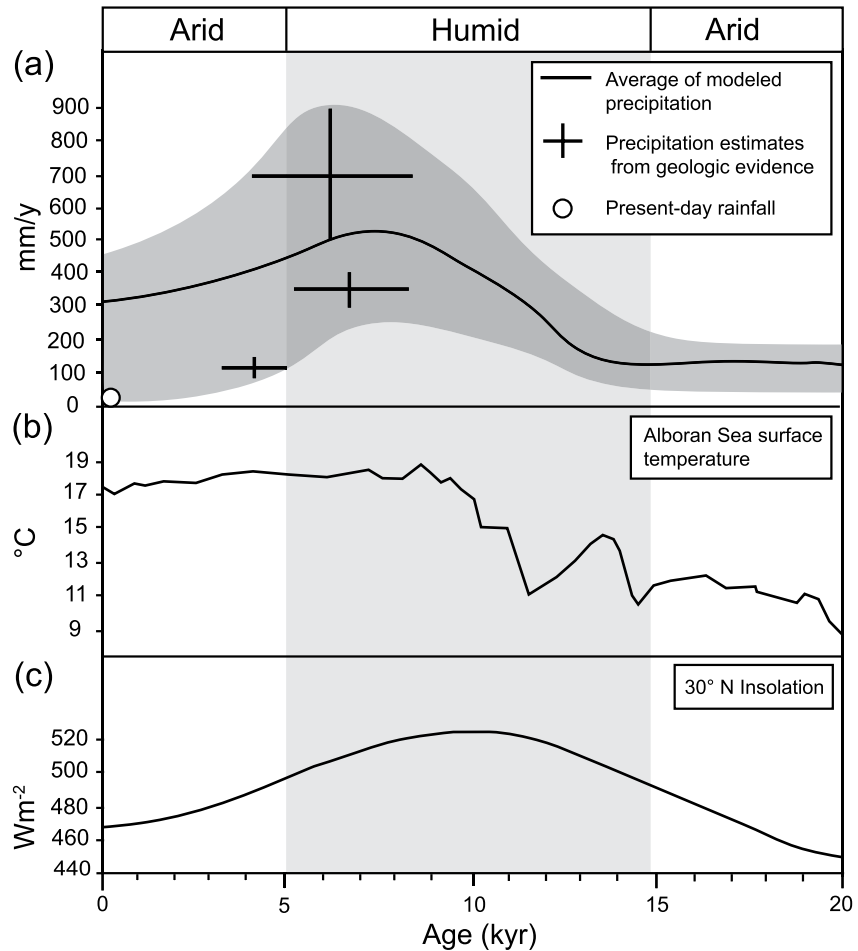 Arid Humid Arid
(a)
Average of modeled
precipitation
Precipitation estimates
from geologic evidence
Present-day rainfall
900
800
700
600
500
400
300
200
100
0
mm/y
(b)
Alboran Sea surface
temperature
19
17
15
13
11
9
°C
(c)
30° N Insolation
520
500
480
460
440
Wm-2
0 5 10 15 20
Age (kyr)